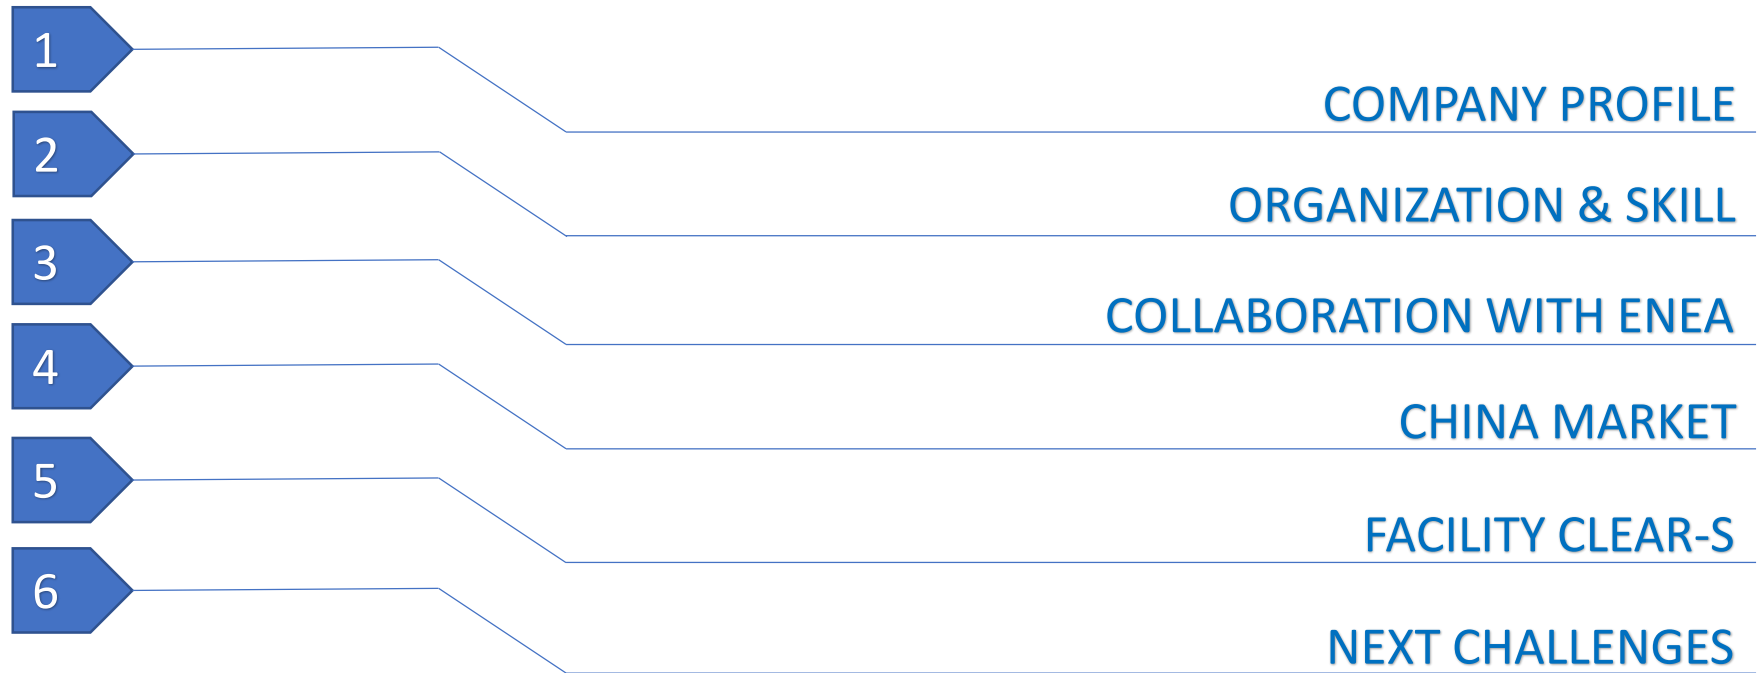 1
COMPANY PROFILE
2
ORGANIZATION & SKILL
3
COLLABORATION WITH ENEA
4
CHINA MARKET
5
FACILITY CLEAR-S
6
NEXT CHALLENGES